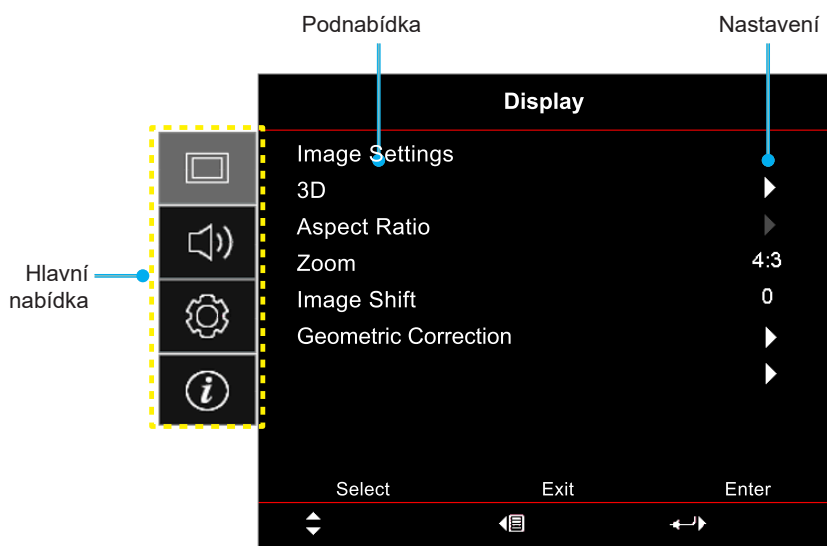 Podnabídka
Nastavení
Display
Image Settings
3D
Aspect Ratio
Zoom
4:3
Image Shift
0
Geometric Correction
Hlavní
nabídka
Select
Exit
Enter